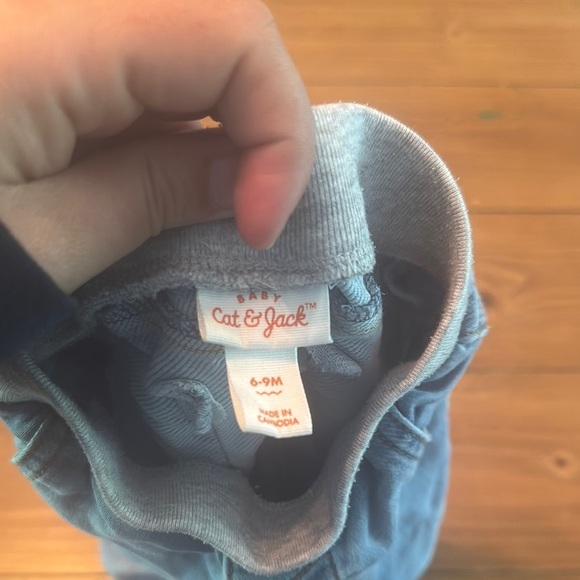 BABY
Cat & Jack™
6-9M
MADE IN
CAMBODIA